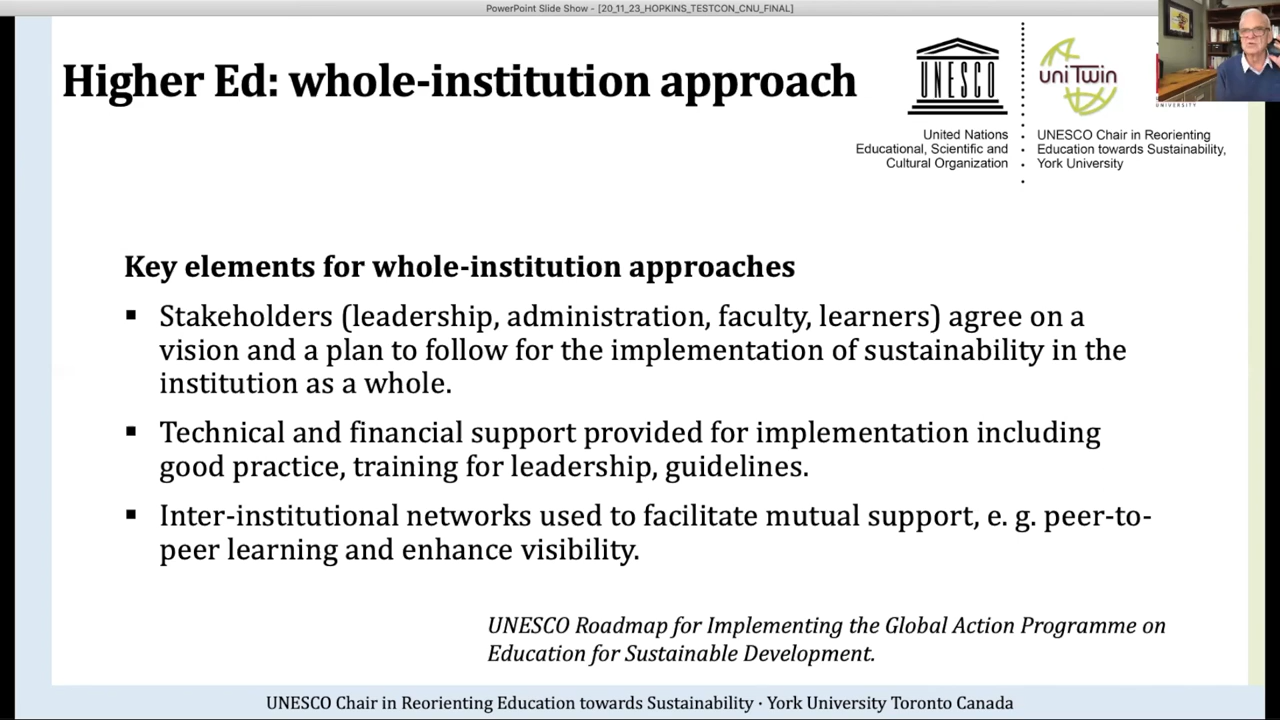 PowerPoint Slide Show - [20_11_23_HOPKINS_TESTCON_CNU_FINAL]
Higher Ed: whole-institution approach
UNESCO
uniTwin
United Nations
Educational, Scientific and
Cultural Organization
UNESCO Chair in Reorienting
Education towards Sustainability,
York University
UNIVERSITY
Key elements for whole-institution approaches
▪ Stakeholders (leadership, administration, faculty, learners) agree on a
vision and a plan to follow for the implementation of sustainability in the
institution as a whole.
▪ Technical and financial support provided for implementation including
good practice, training for leadership, guidelines.
▪ Inter-institutional networks used to facilitate mutual support, e. g. peer-to-
peer learning and enhance visibility.
UNESCO Roadmap for Implementing the Global Action Programme on
Education for Sustainable Development.
UNESCO Chair in Reorienting Education towards Sustainability · York University Toronto Canada